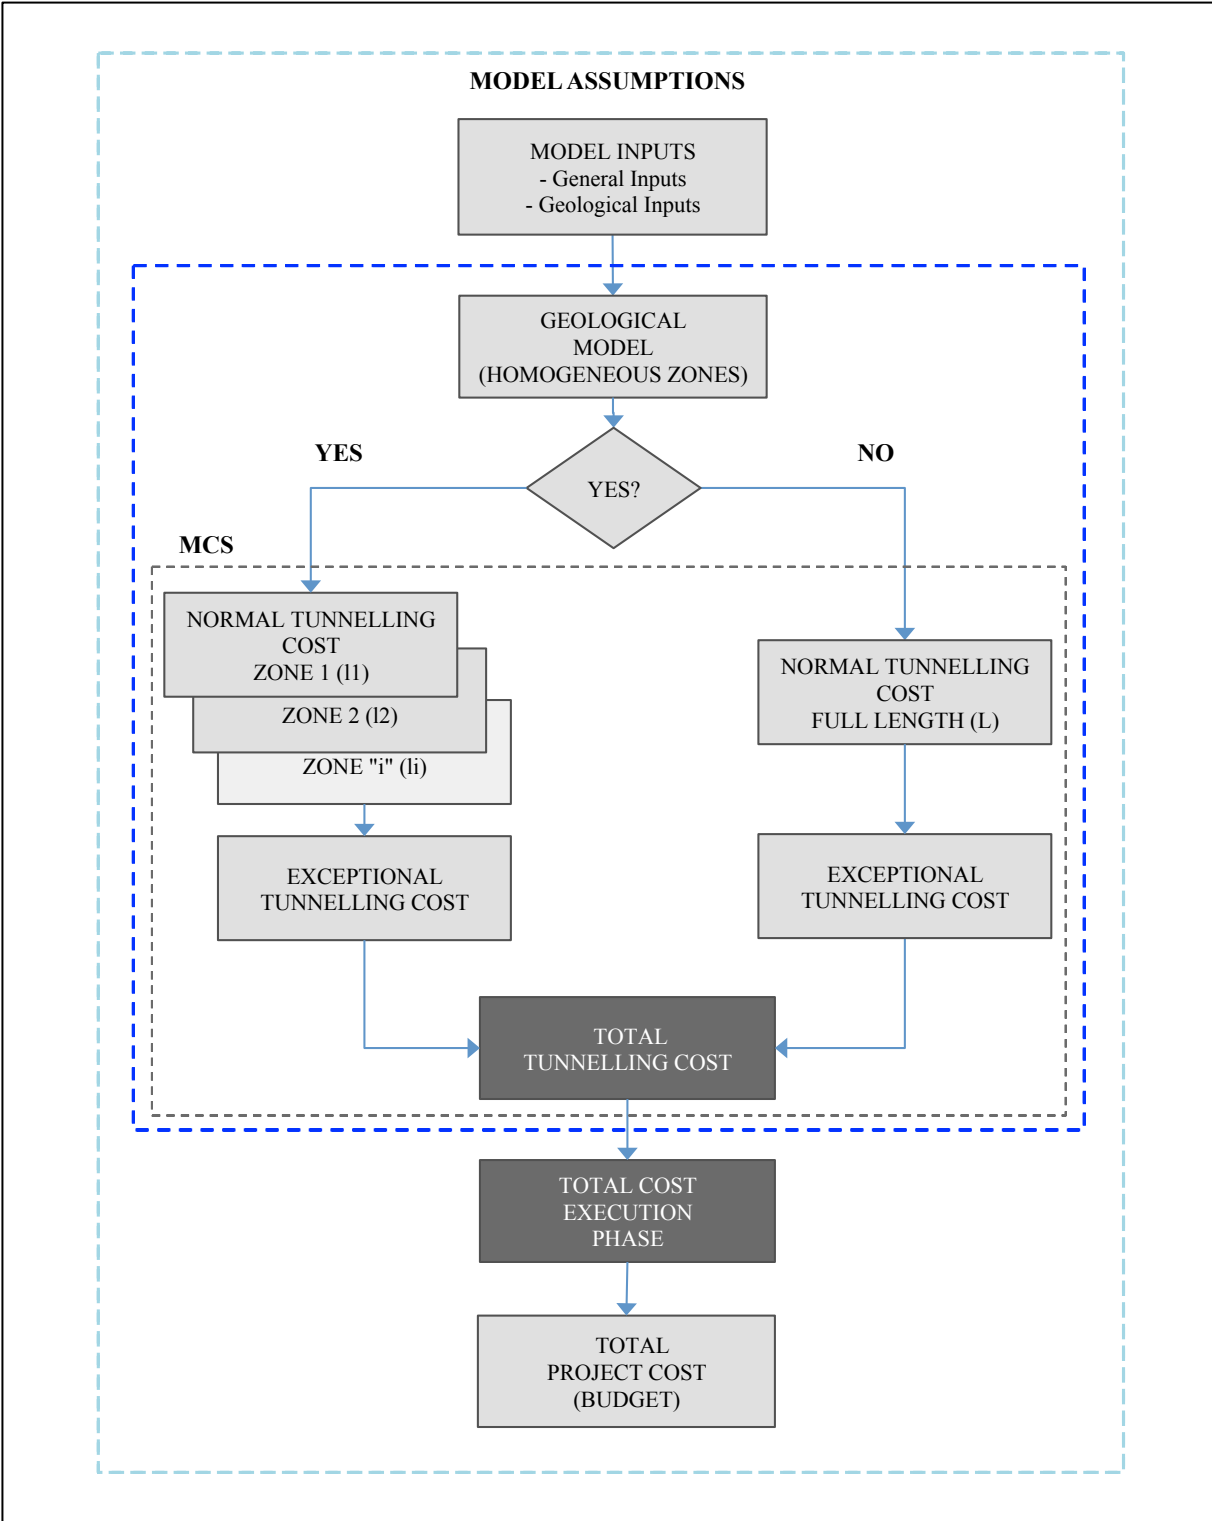 MODEL ASSUMPTIONS
MODEL INPUTS
- General Inputs
- Geological Inputs
GEOLOGICAL
MODEL
(HOMOGENEOUS ZONES)
YES
NO
YES?
MCS
NORMAL TUNNELLING
COST
ZONE 1 (l1)
ZONE 2 (l2)
ZONE "i" (li)
NORMAL TUNNELLING
COST
FULL LENGTH (L)
EXCEPTIONAL
TUNNELLING COST
EXCEPTIONAL
TUNNELLING COST
TOTAL
TUNNELLING COST
TOTAL COST
EXECUTION
PHASE
TOTAL
PROJECT COST
(BUDGET)